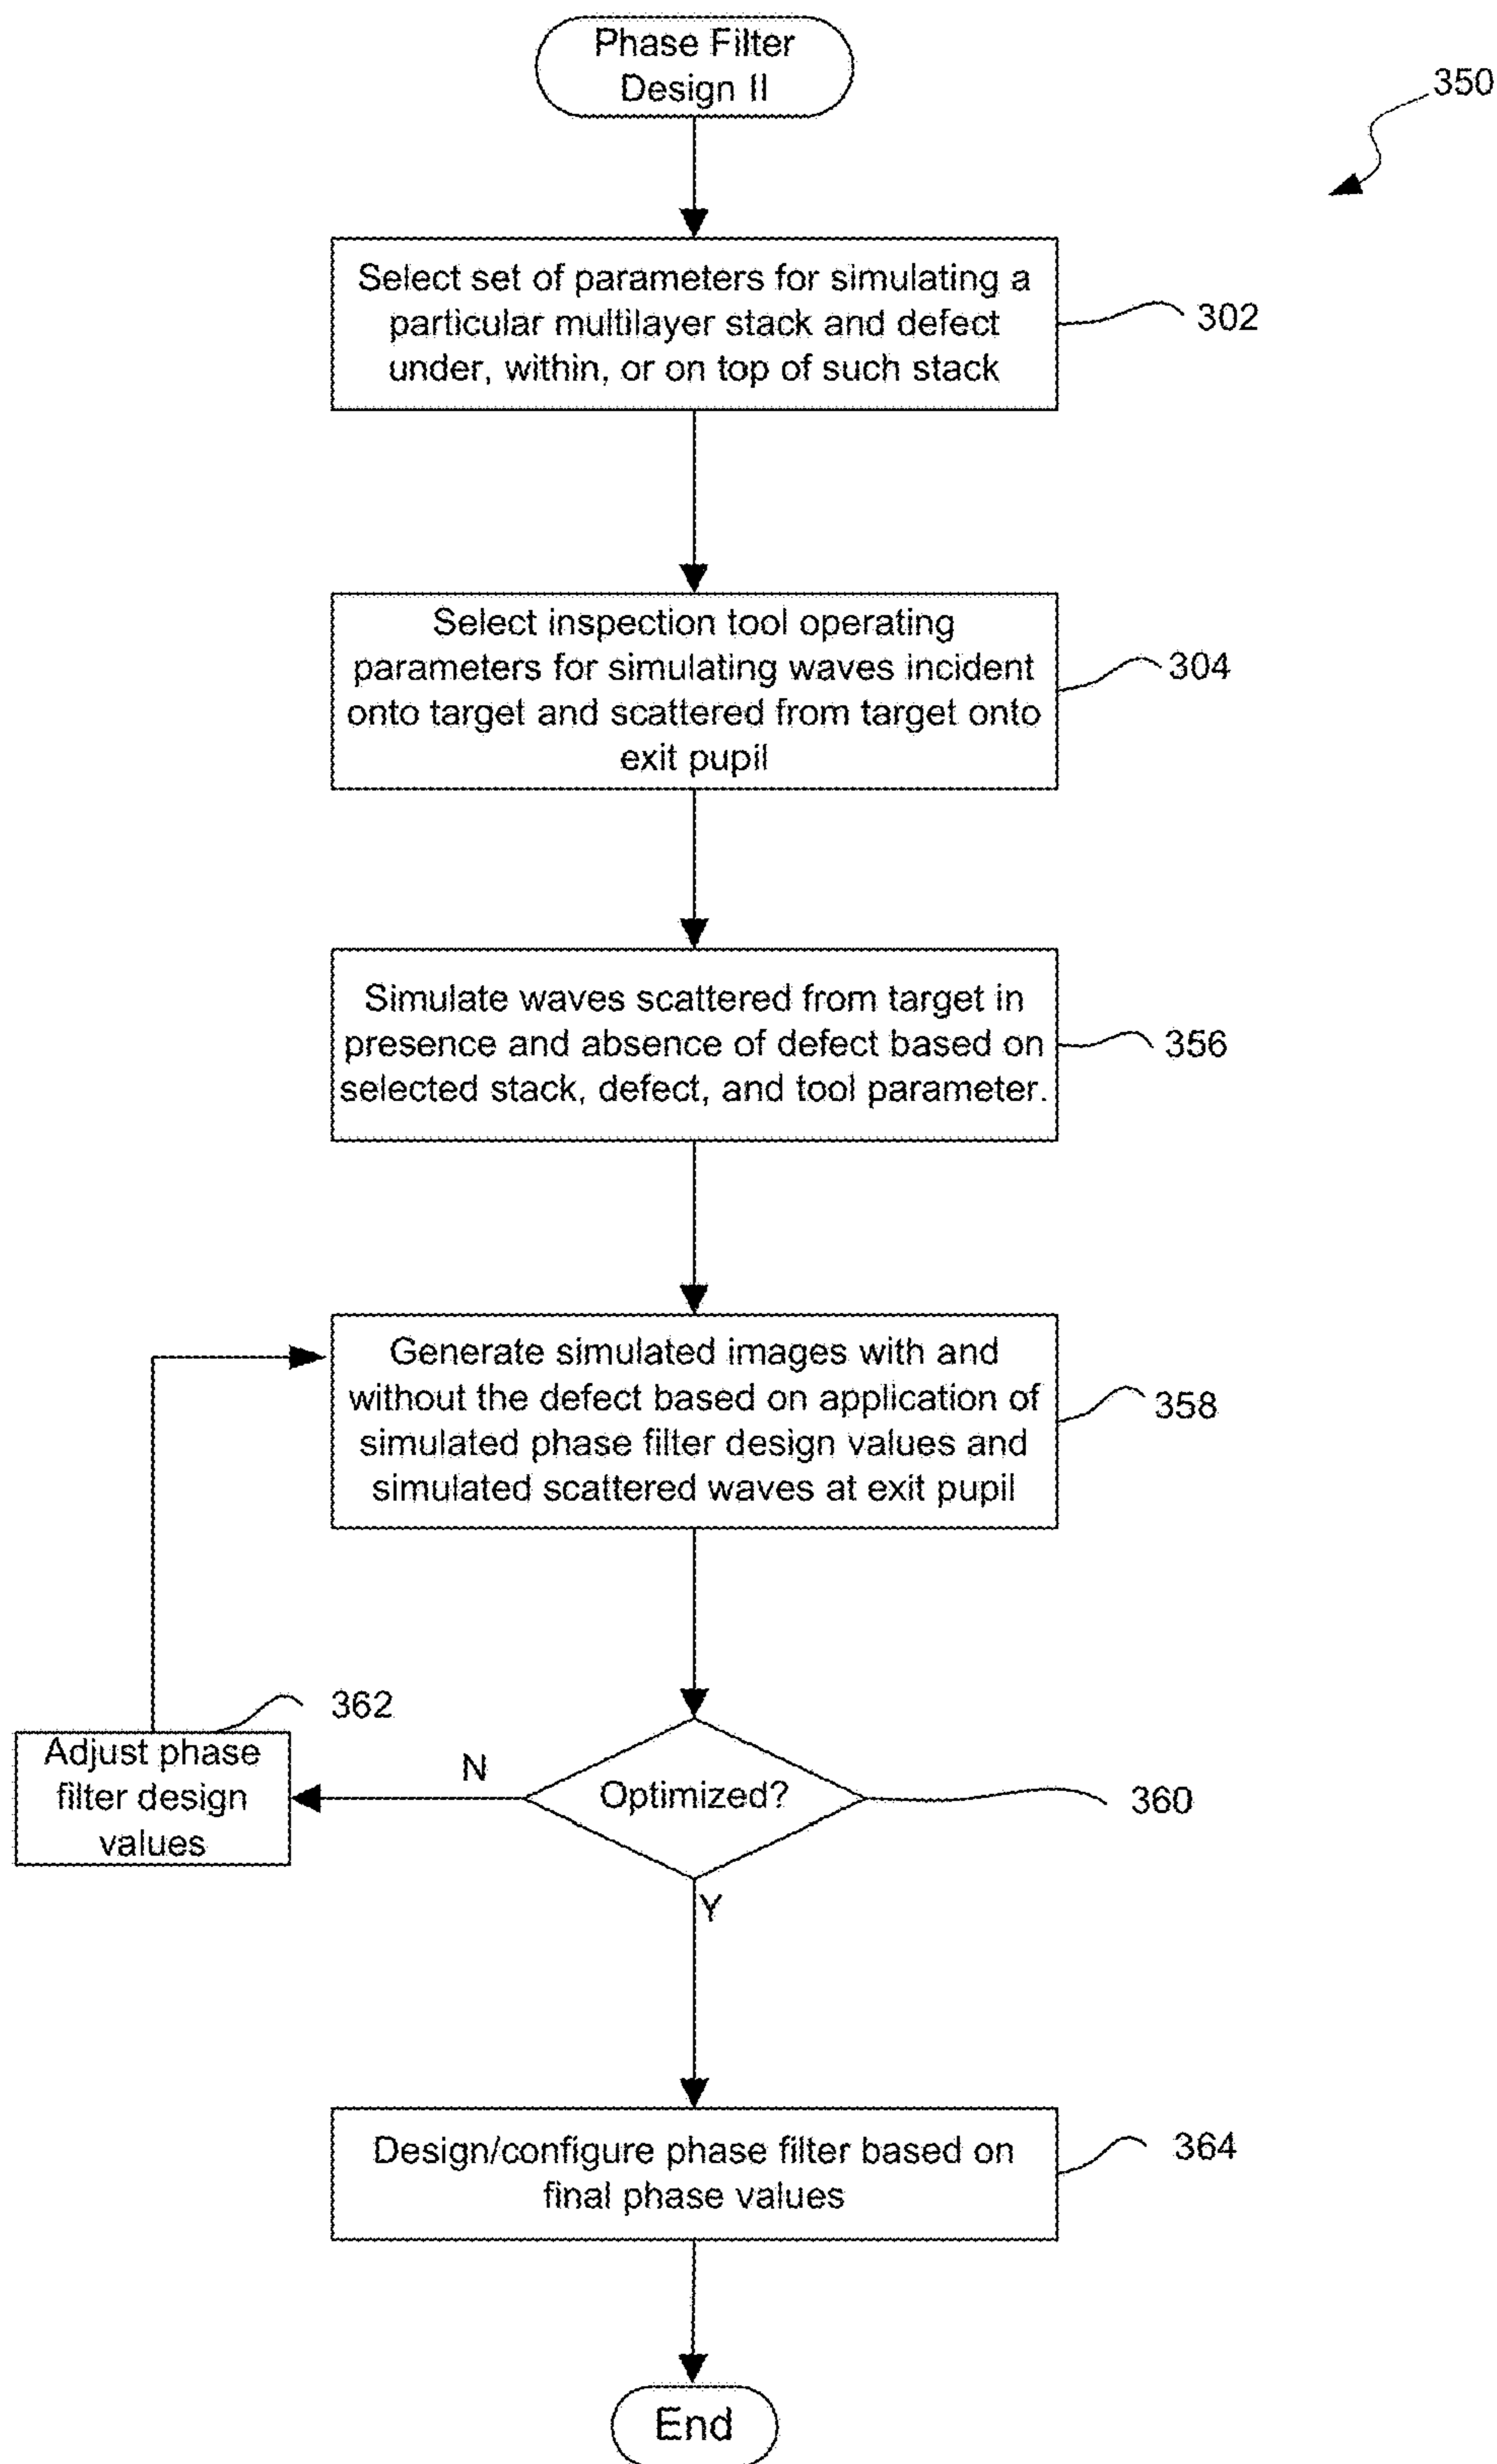 Phase Filter
Design II
350
Select set of parameters for simulating a
particular multilayer stack and defect
under, within, or on top of such stack
302
Select inspection tool operating
parameters for simulating waves incident
onto target and scattered from target onto
exit pupil
304
Simulate waves scattered from target in
presence and absence of defect based on
selected stack, defect, and tool parameter.
356
Generate simulated images with and
without the defect based on application of
simulated phase filter design values and
simulated scattered waves at exit pupil
358
362
Adjust phase
filter design
values
N
Optimized?
360
Y
Design/configure phase filter based on
final phase values
364
End